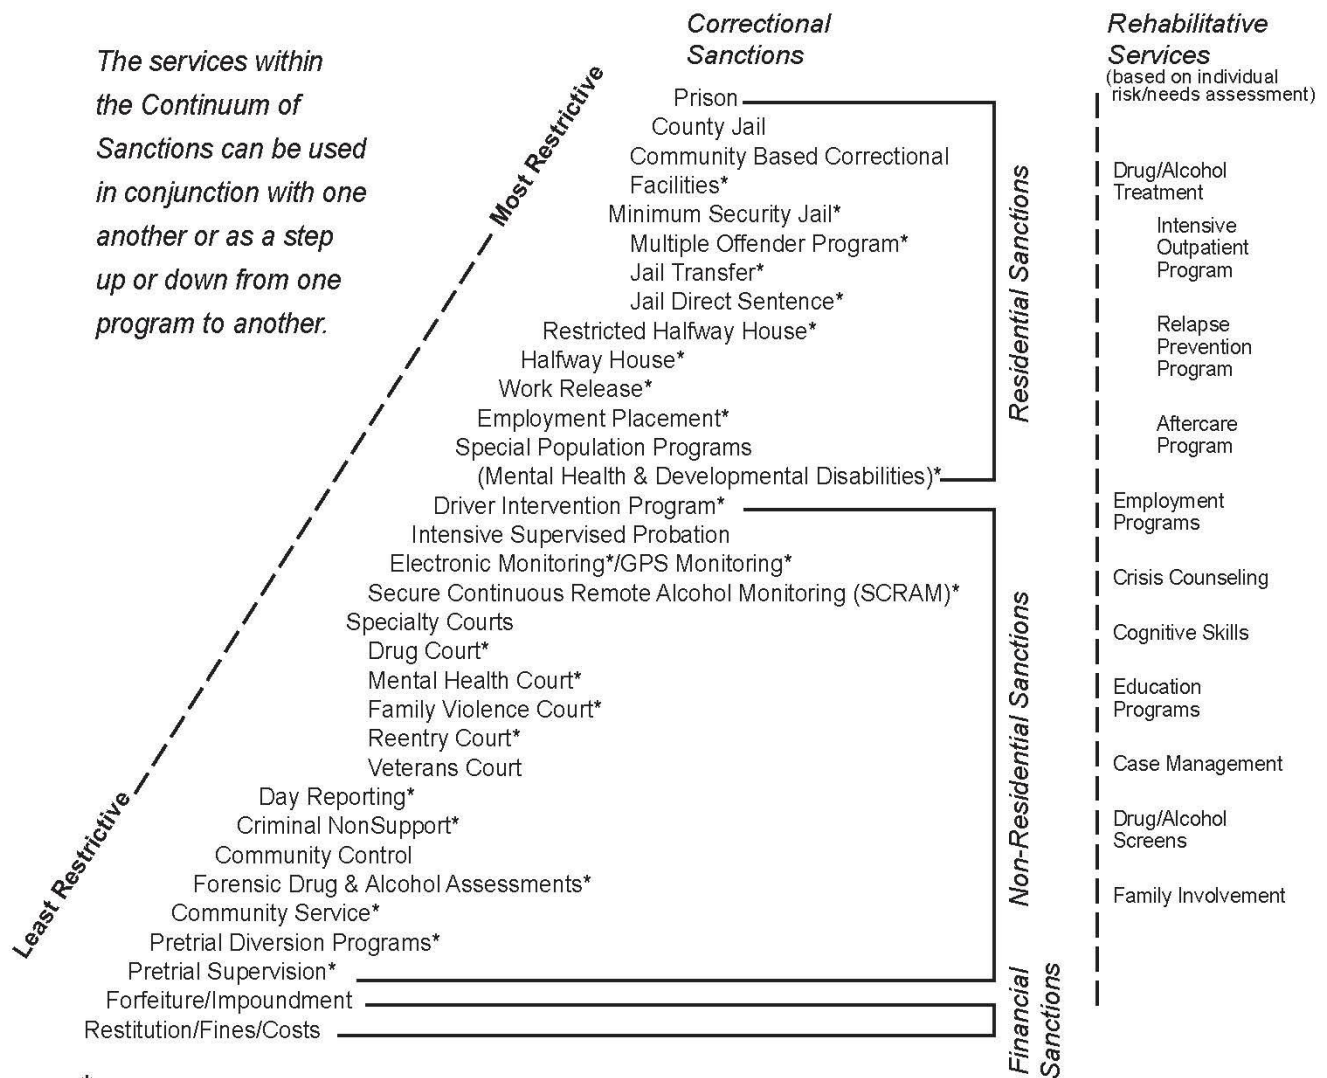 The services within
the Continuum of
Sanctions can be used
in conjunction with one
another or as a step
up or down from one
program to another.
Most Restrictive
Least Restrictive
Correctional
Sanctions
Prison
County Jail
Community Based Correctional
Facilities*
Minimum Security Jail*
Multiple Offender Program*
Jail Transfer*
Jail Direct Sentence*
Restricted Halfway House*
Halfway House*
Work Release*
Employment Placement*
Special Population Programs
(Mental Health & Developmental Disabilities)*
Driver Intervention Program*
Intensive Supervised Probation
Electronic Monitoring*/GPS Monitoring*
Secure Continuous Remote Alcohol Monitoring (SCRAM)*
Specialty Courts
Drug Court*
Mental Health Court*
Family Violence Court*
Reentry Court*
Veterans Court
Day Reporting*
Criminal NonSupport*
Community Control
Forensic Drug & Alcohol Assessments*
Community Service*
Pretrial Diversion Programs*
Pretrial Supervision*
Forfeiture/Impoundment
Restitution/Fines/Costs
*
Residential Sanctions
Non-Residential Sanctions
Financial
Sanctions
Rehabilitative
Services
(based on individual
risk/needs assessment)
Drug/Alcohol
Treatment
Intensive
Outpatient
Program
Relapse
Prevention
Program
Aftercare
Program
Employment
Programs
Crisis Counseling
Cognitive Skills
Education
Programs
Case Management
Drug/Alcohol
Screens
Family Involvement